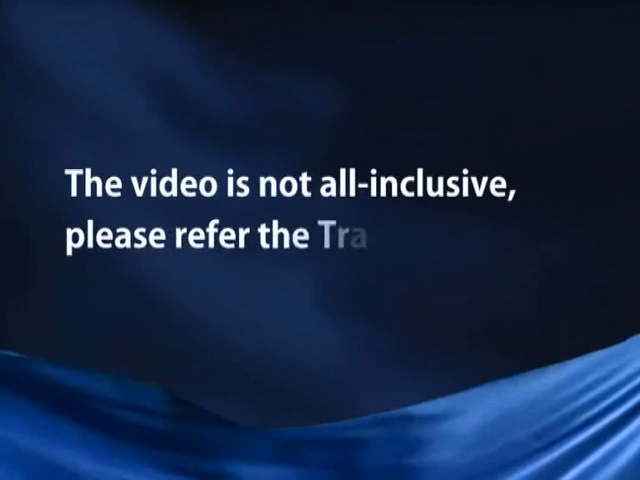 The video is not all-inclusive,
please refer the Tra